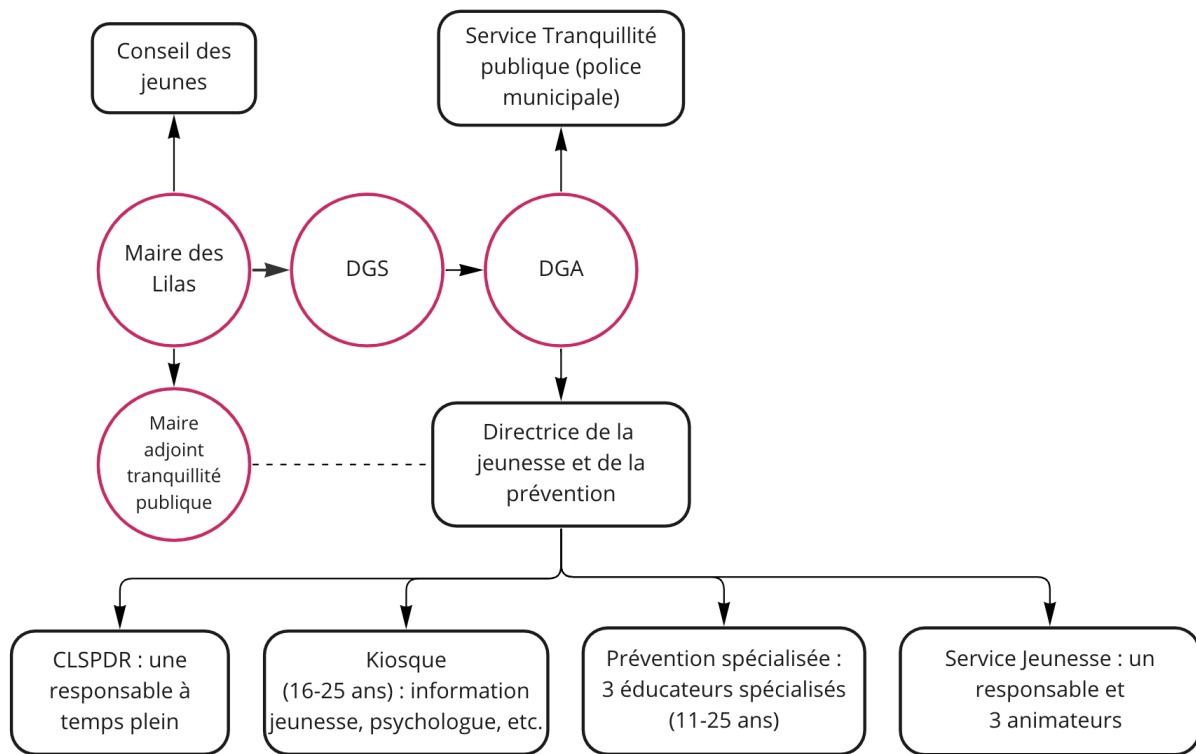 Conseil des
jeunes
Service Tranquillité
publique (police
municipale)
Maire des
Lilas
DGS
DGA
Maire
adjoint
tranquillité
publique
Directrice de la
jeunesse et de la
prévention
CLSPDR : une
responsable à
temps plein
Kiosque
(16-25 ans) : information
jeunesse, psychologue, etc.
Prévention spécialisée :
3 éducateurs spécialisés
(11-25 ans)
Service Jeunesse : un
responsable et
3 animateurs